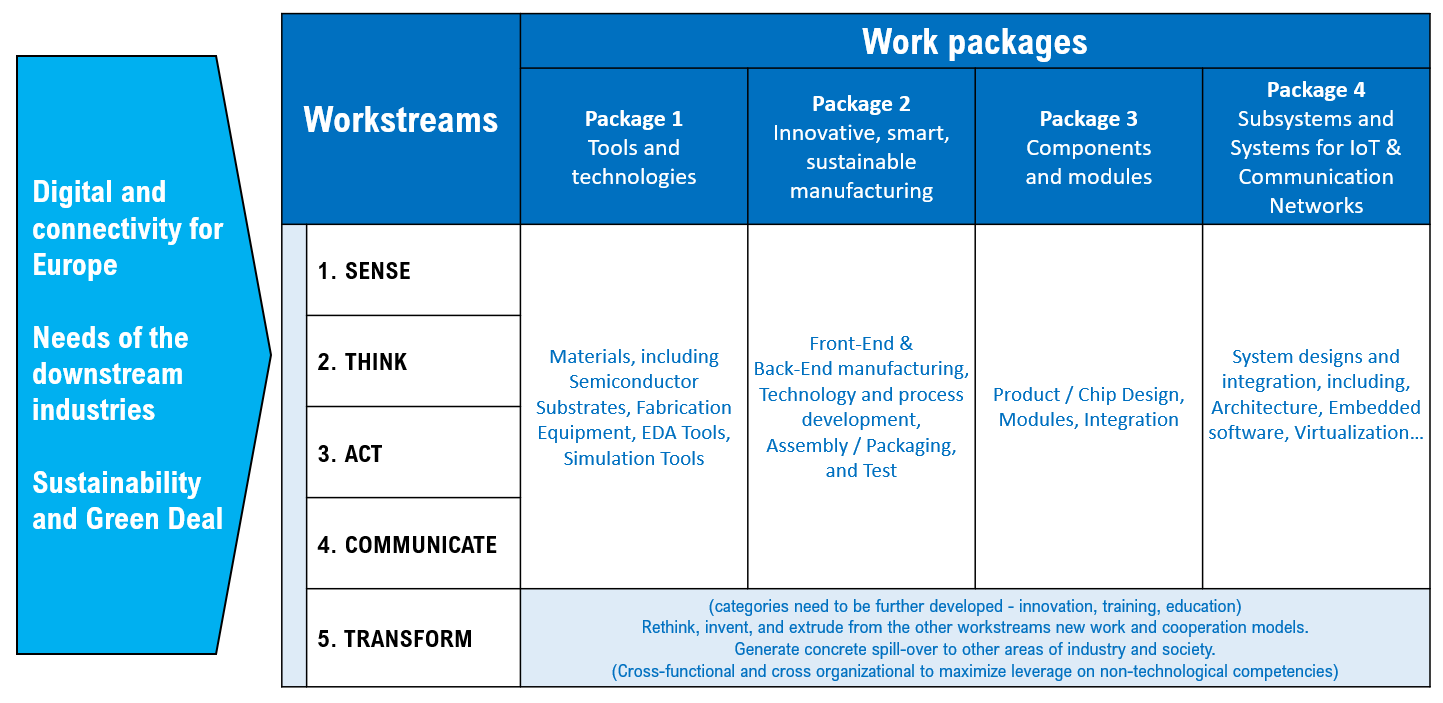 Digital and
connectivity for
Europe
Needs of the
downstream
industries
Sustainability
and Green Deal
Workstreams
Work packages
Package 1
Tools and
technologies
Package 2
Innovative, smart,
sustainable
manufacturing
Package 3
Components
and modules
Package 4
Subsystems and
Systems for IoT &
Communication
Networks
1. SENSE
2. THINK
3. ACT
4. COMMUNICATE
Materials, including
Semiconductor
Substrates, Fabrication
Equipment, EDA Tools,
Simulation Tools
Front-End &
Back-End manufacturing,
Technology and process
development,
Assembly / Packaging,
and Test
Product / Chip Design,
Modules, Integration
System designs and
integration, including,
Architecture, Embedded
software, Virtualization...
5. TRANSFORM
(categories need to be further developed - innovation, training, education)
Rethink, invent, and extrude from the other workstreams new work and cooperation models.
Generate concrete spill-over to other areas of industry and society.
(Cross-functional and cross organizational to maximize leverage on non-technological competencies)